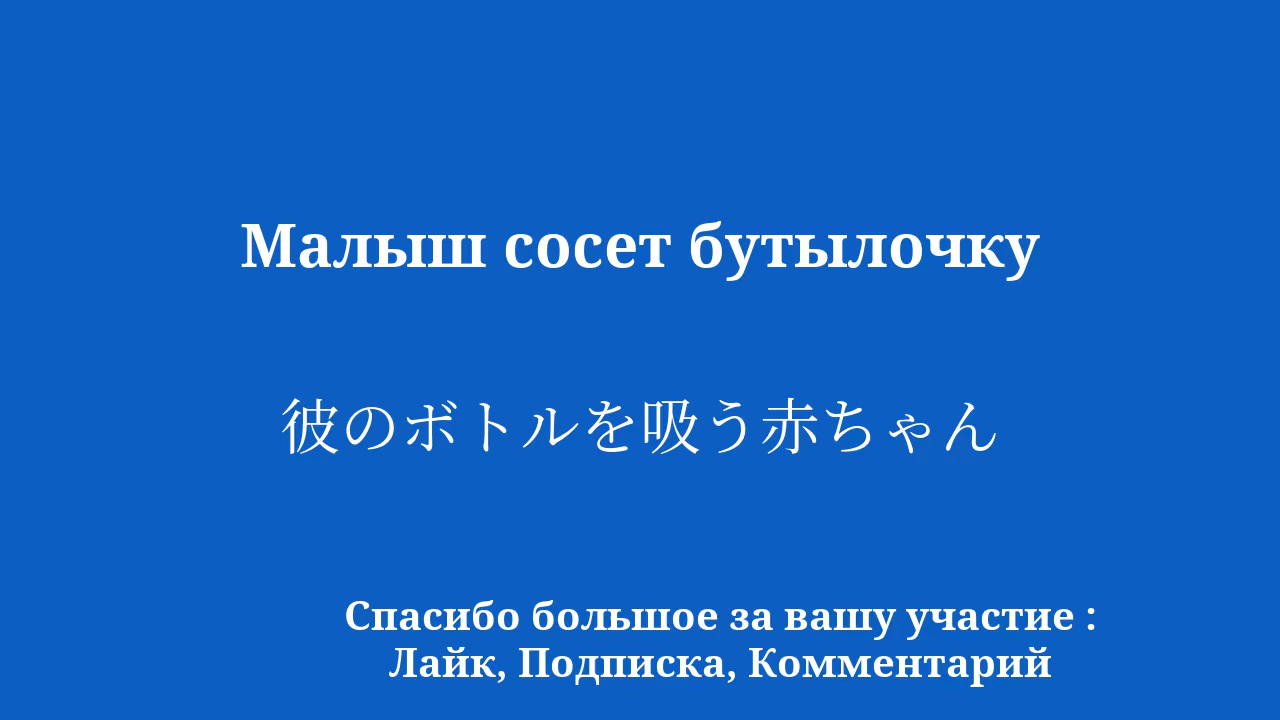 Малыш сосет бутылочку
彼のボトルを吸う赤ちゃん
Спасибо большое за вашу участие :
Лайк, Подписка, Комментарий